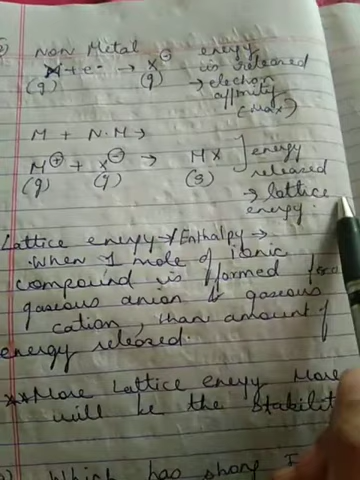 Non Metal
X + e⁻ → X⊖ energy is released
(g) (g) → electron affinity
(max)
M + N.M →
M⊕ + X⊖ → MX ] energy released
(g) (g) (s) → lattice energy.
Lattice energy / Enthalpy →
When 1 mole of ionic
compound is formed from
gaseous anion & gaseous
cation, than amount of
energy released.
**More Lattice energy More
will be the Stabilit
Which has